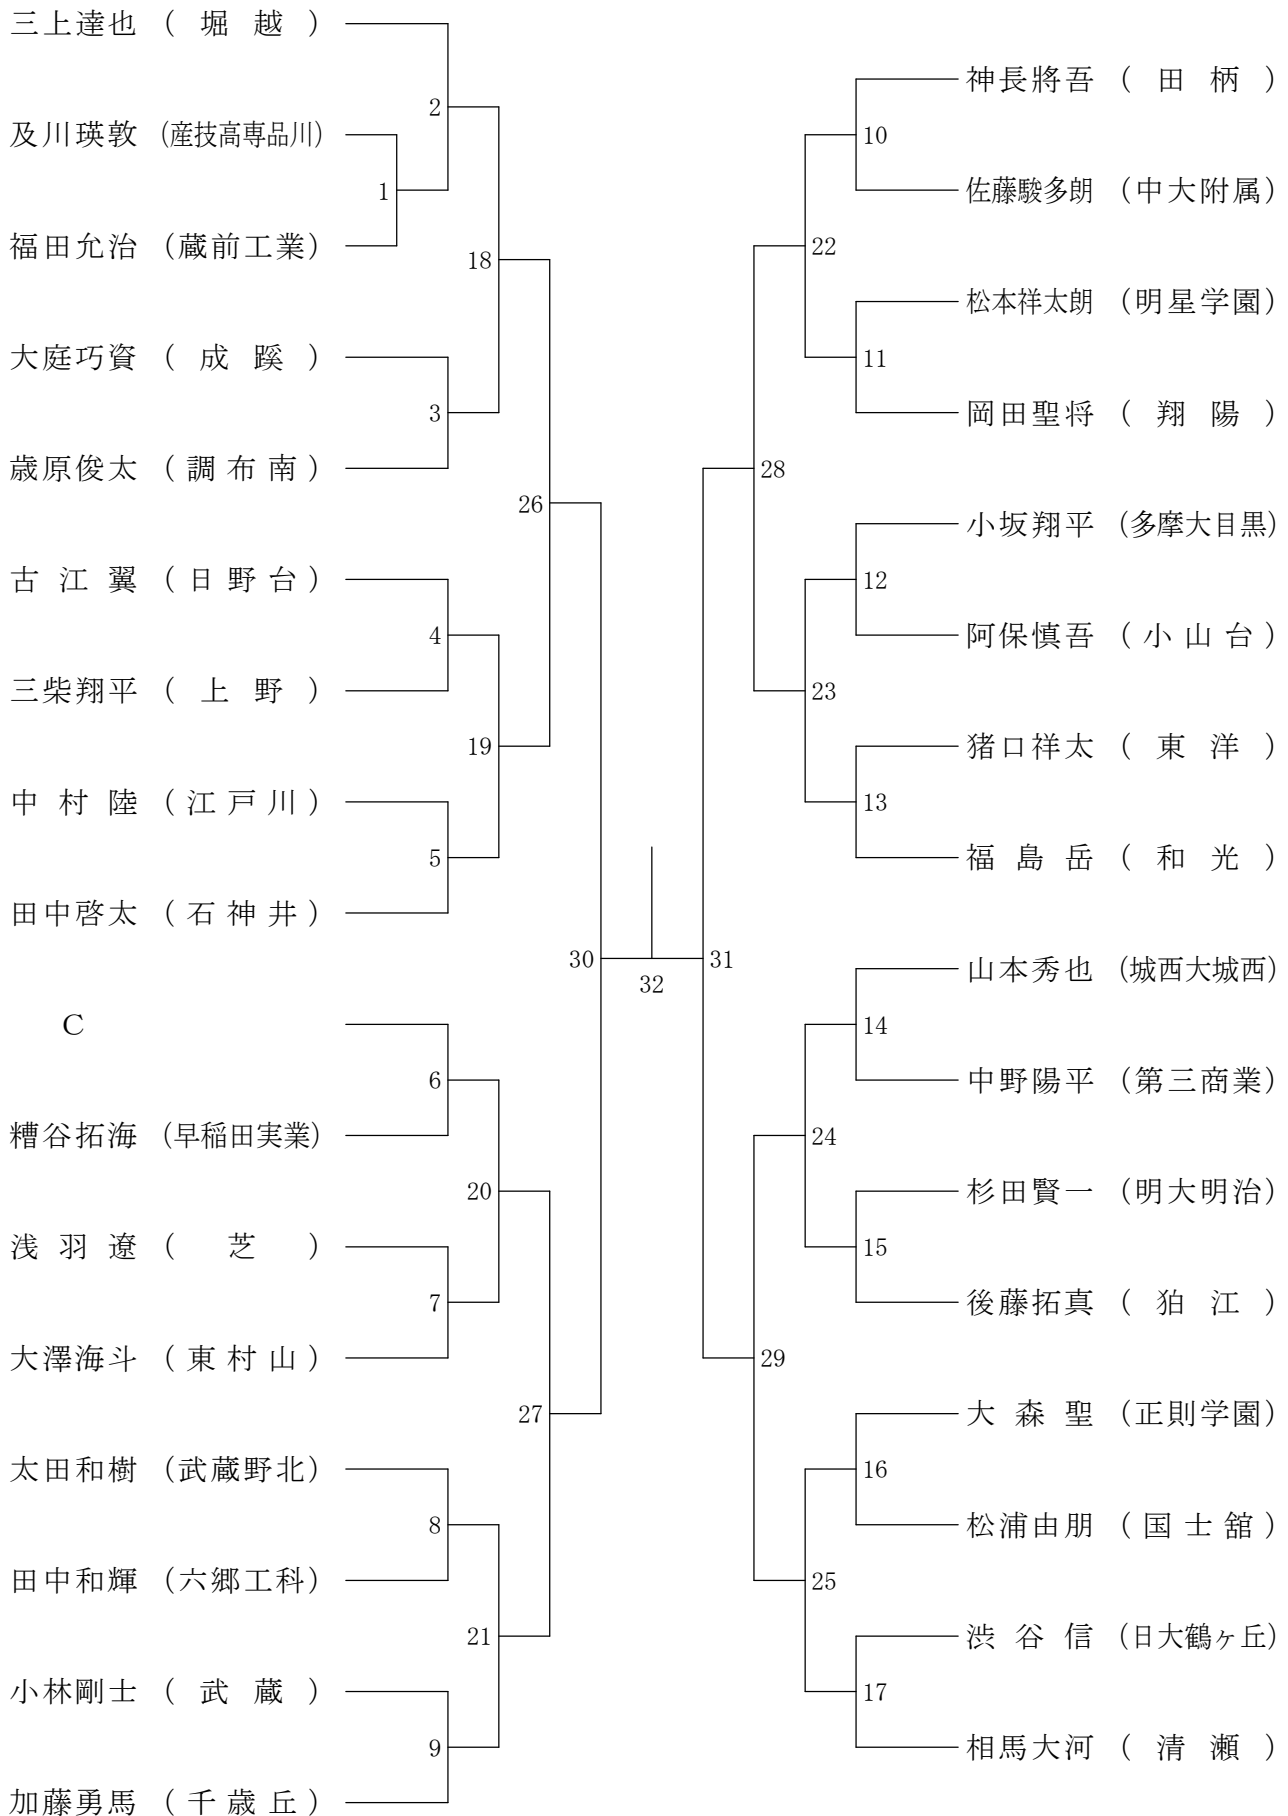 三上達也 (堀越)
2
及川瑛敦 (産技高専品川)
1
福田允治 (蔵前工業)
18
大庭巧資 (成蹊)
3
歳原俊太 (調布南)
26
古江翼 (日野台)
4
三柴翔平 (上野)
19
中村陸 (江戸川)
5
田中啓太 (石神井)
30
C
6
糟谷拓海 (早稲田実業)
20
浅羽遼 (芝)
7
大澤海斗 (東村山)
27
太田和樹 (武蔵野北)
8
田中和輝 (六郷工科)
21
小林剛士 (武蔵)
9
加藤勇馬 (千歳丘)
32
神長將吾 (田柄)
10
佐藤駿多朗 (中大附属)
22
松本祥太朗 (明星学園)
11
岡田聖将 (翔陽)
28
小坂翔平 (多摩大目黒)
12
阿保慎吾 (小山台)
23
猪口祥太 (東洋)
13
福島岳 (和光)
31
山本秀也 (城西大城西)
14
中野陽平 (第三商業)
24
杉田賢一 (明大明治)
15
後藤拓真 (狛江)
29
大森聖 (正則学園)
16
松浦由朋 (国士舘)
25
渋谷信 (日大鶴ヶ丘)
17
相馬大河 (清瀬)